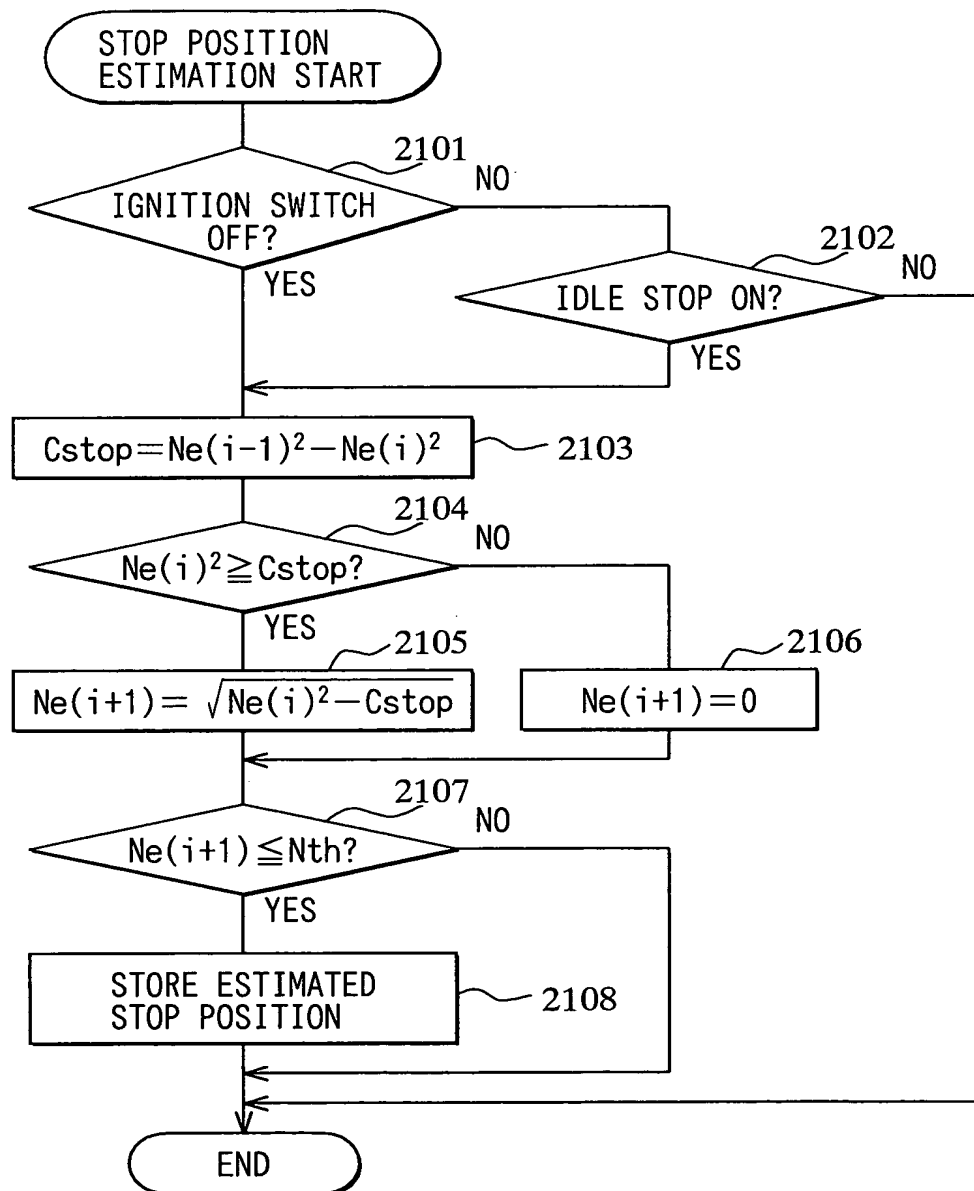 STOP POSITION
ESTIMATION START
2101
NO
IGNITION SWITCH
OFF?
YES
2102
NO
IDLE STOP ON?
YES
Cstop=Ne(i-1)²-Ne(i)²
2103
2104
NO
Ne(i)²≧Cstop?
YES
2105
Ne(i+1)=√Ne(i)²-Cstop
2106
Ne(i+1)=0
2107
NO
Ne(i+1)≦Nth?
YES
STORE ESTIMATED
STOP POSITION
2108
END